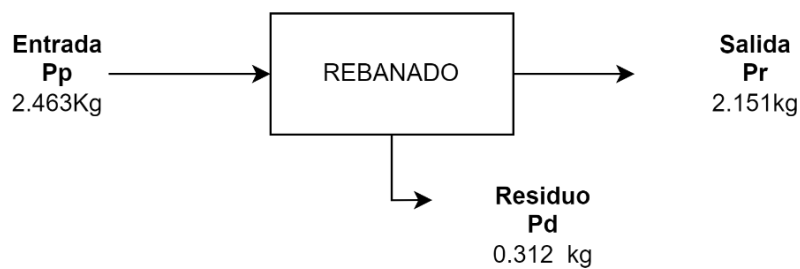 Entrada
Pp
2.463Kg
REBANADO
Salida
Pr
2.151kg
Residuo
Pd
0.312 kg